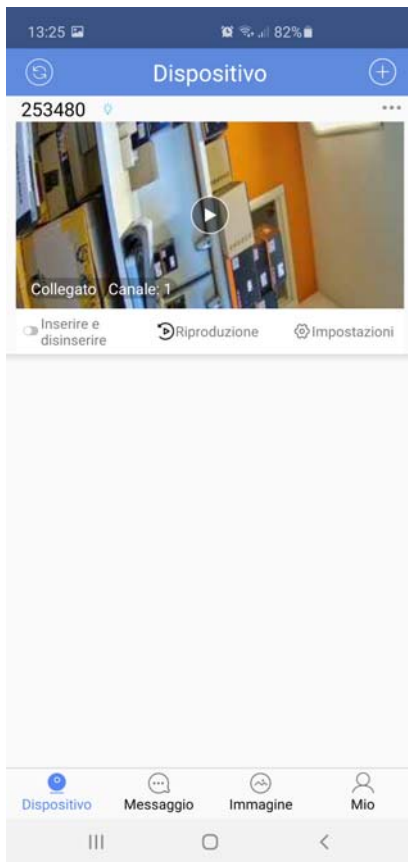 13:25 82%
Dispositivo
253480
Collegato Canale: 1
Inserire e
disinserire
Riproduzione
Impostazioni
Dispositivo
Messaggio
Immagine
Mio